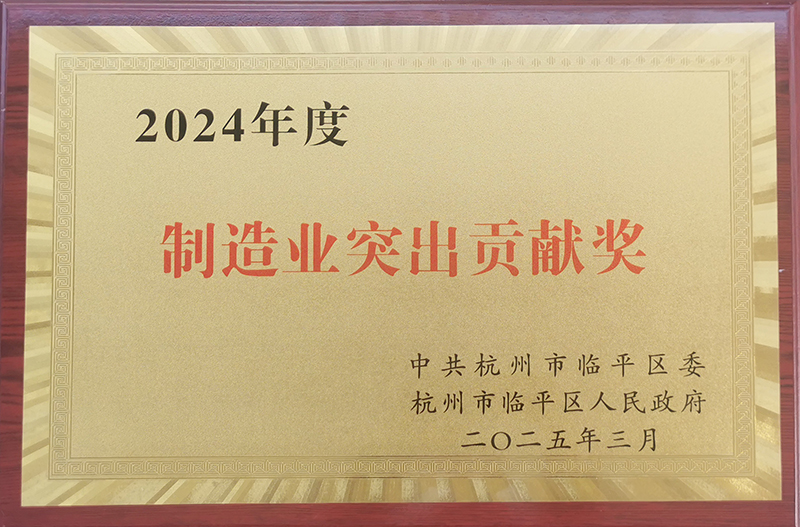 2024年度
制造业突出贡献奖
中共杭州市临平区委
杭州市临平区人民政府
二〇二五年三月